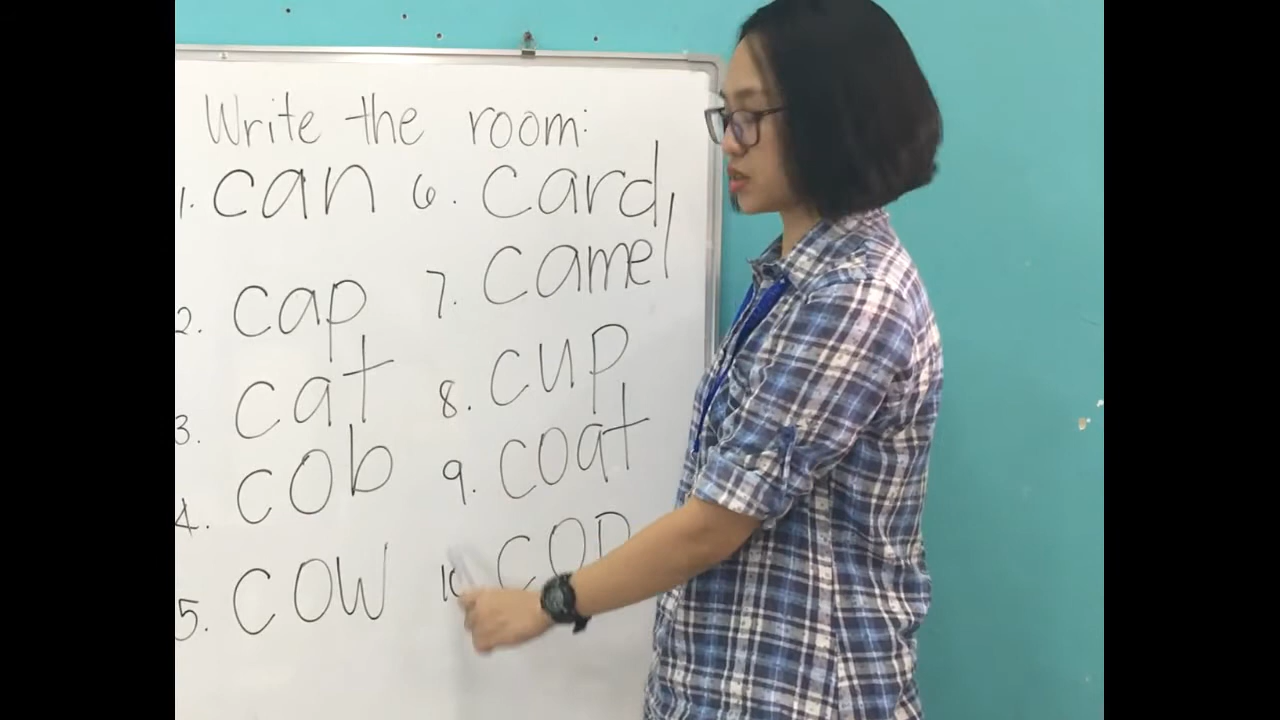 Write the room:
1. can
2. cap
3. cat
4. cob
5. cow
6. card
7. camel
8. cup
9. coat
10.